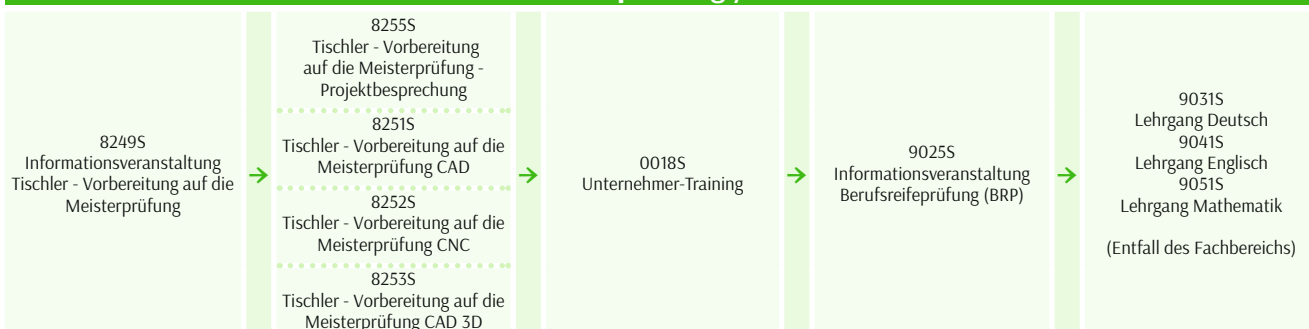 8249S
Informationsveranstaltung
Tischler - Vorbereitung auf die
Meisterprüfung
8255S
Tischler - Vorbereitung
auf die Meisterprüfung -
Projektbesprechung
8251S
Tischler - Vorbereitung auf die
Meisterprüfung CAD
8252S
Tischler - Vorbereitung auf die
Meisterprüfung CNC
8253S
Tischler - Vorbereitung auf die
Meisterprüfung CAD 3D
0018S
Unternehmer-Training
9025S
Informationsveranstaltung
Berufsreifeprüfung (BRP)
9031S
Lehrgang Deutsch
9041S
Lehrgang Englisch
9051S
Lehrgang Mathematik
(Entfall des Fachbereichs)